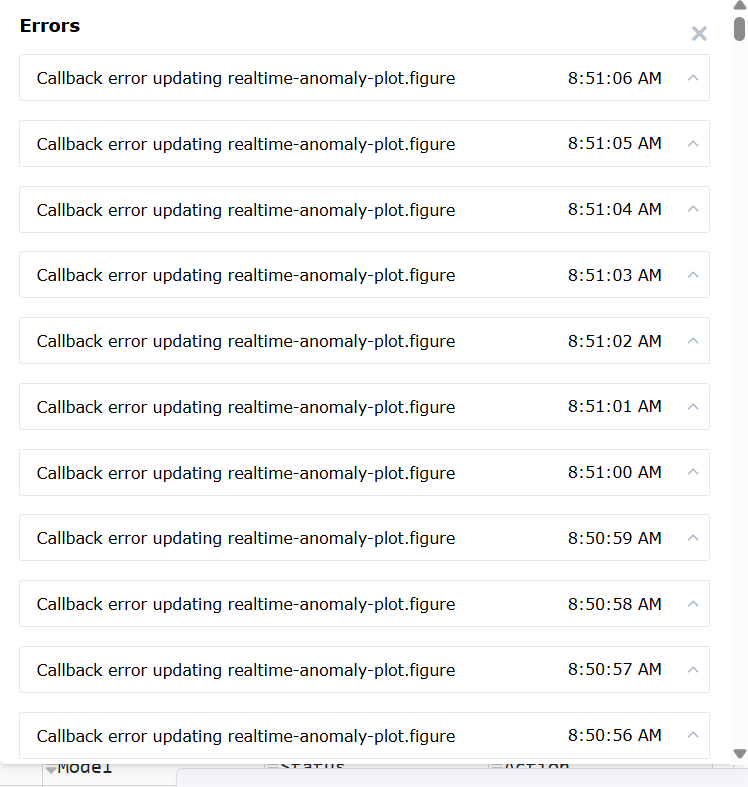 Errors
×
Callback error updating realtime-anomaly-plot.figure 8:51:06 AM
Callback error updating realtime-anomaly-plot.figure 8:51:05 AM
Callback error updating realtime-anomaly-plot.figure 8:51:04 AM
Callback error updating realtime-anomaly-plot.figure 8:51:03 AM
Callback error updating realtime-anomaly-plot.figure 8:51:02 AM
Callback error updating realtime-anomaly-plot.figure 8:51:01 AM
Callback error updating realtime-anomaly-plot.figure 8:51:00 AM
Callback error updating realtime-anomaly-plot.figure 8:50:59 AM
Callback error updating realtime-anomaly-plot.figure 8:50:58 AM
Callback error updating realtime-anomaly-plot.figure 8:50:57 AM
Callback error updating realtime-anomaly-plot.figure 8:50:56 AM
Model Status Action